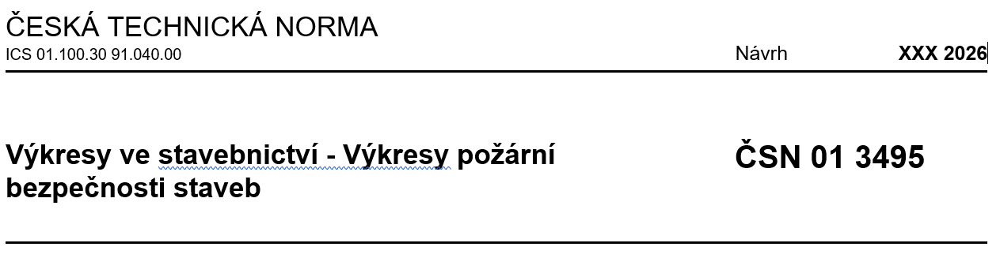 ČESKÁ TECHNICKÁ NORMA
ICS 01.100.30 91.040.00
Návrh XXX 2026
Výkresy ve stavebnictví - Výkresy požární
bezpečnosti staveb
ČSN 01 3495